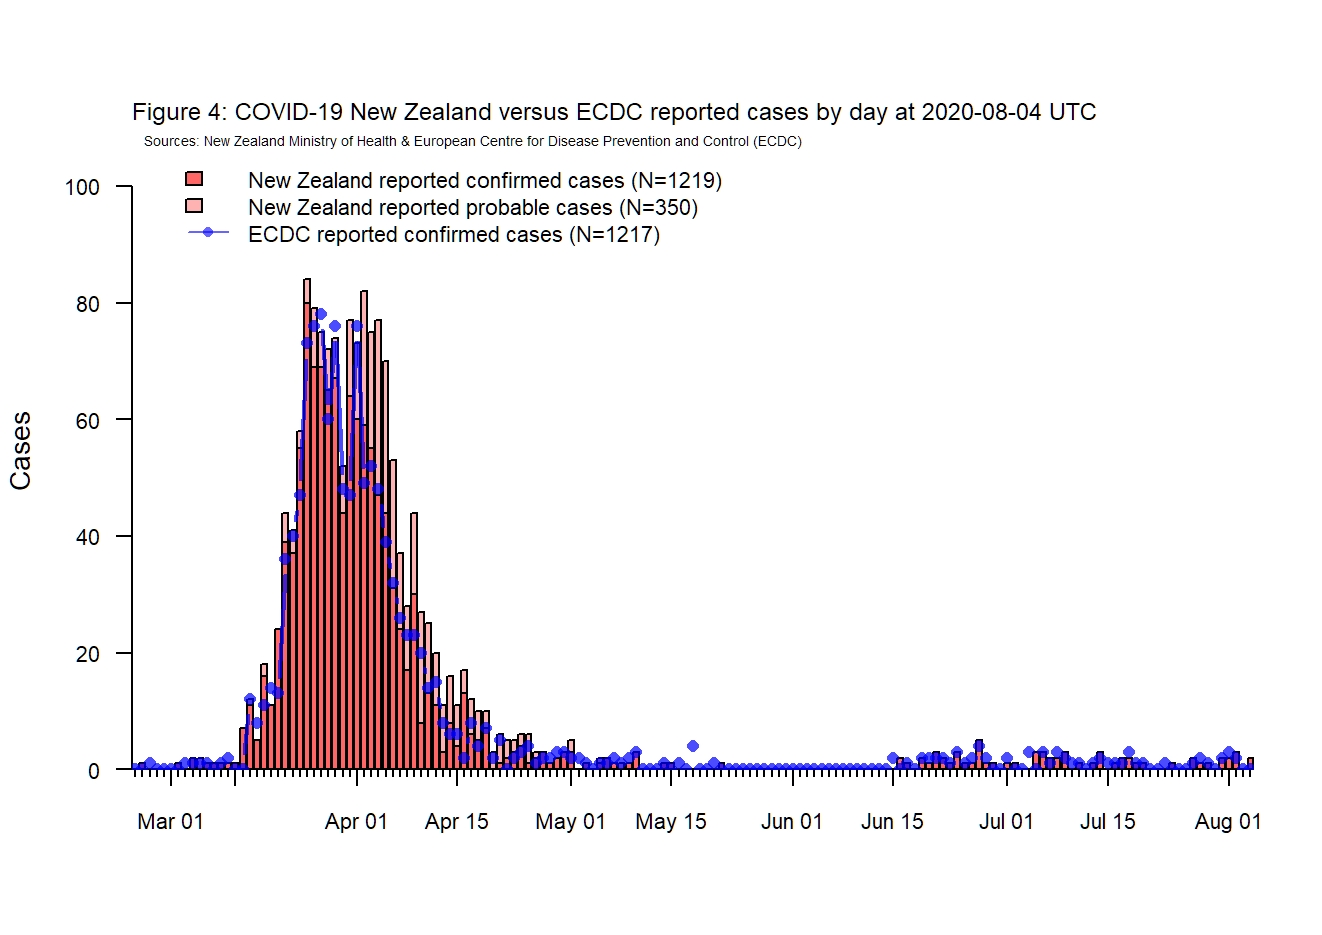 Figure 4: COVID-19 New Zealand versus ECDC reported cases by day at 2020-08-04 UTC
Sources: New Zealand Ministry of Health & European Centre for Disease Prevention and Control (ECDC)
New Zealand reported confirmed cases (N=1219)
New Zealand reported probable cases (N=350)
ECDC reported confirmed cases (N=1217)
Cases
100
80
60
40
20
0
Mar 01 Apr 01 Apr 15 May 01 May 15 Jun 01 Jun 15 Jul 01 Jul 15 Aug 01